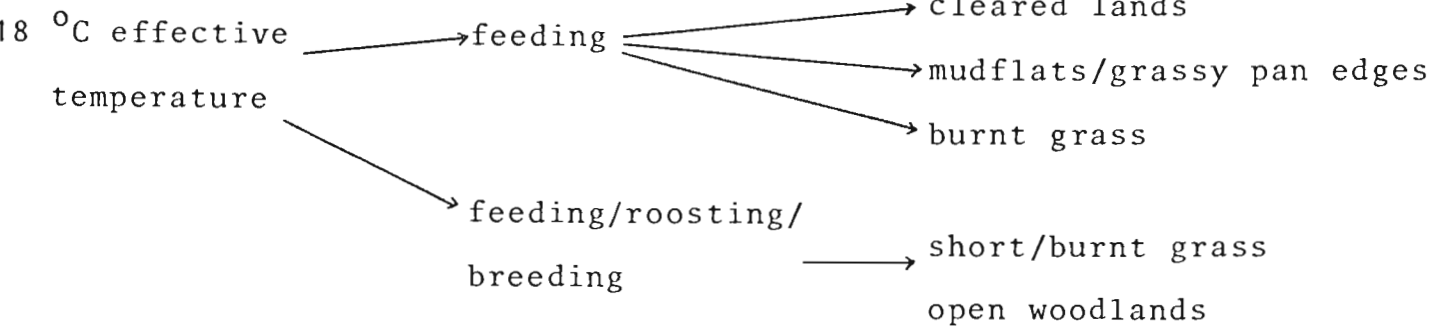 cleared lands
18 °C effective
feeding
temperature
mudflats/grassy pan edges
burnt grass
feeding/roosting/
breeding
short/burnt grass
open woodlands